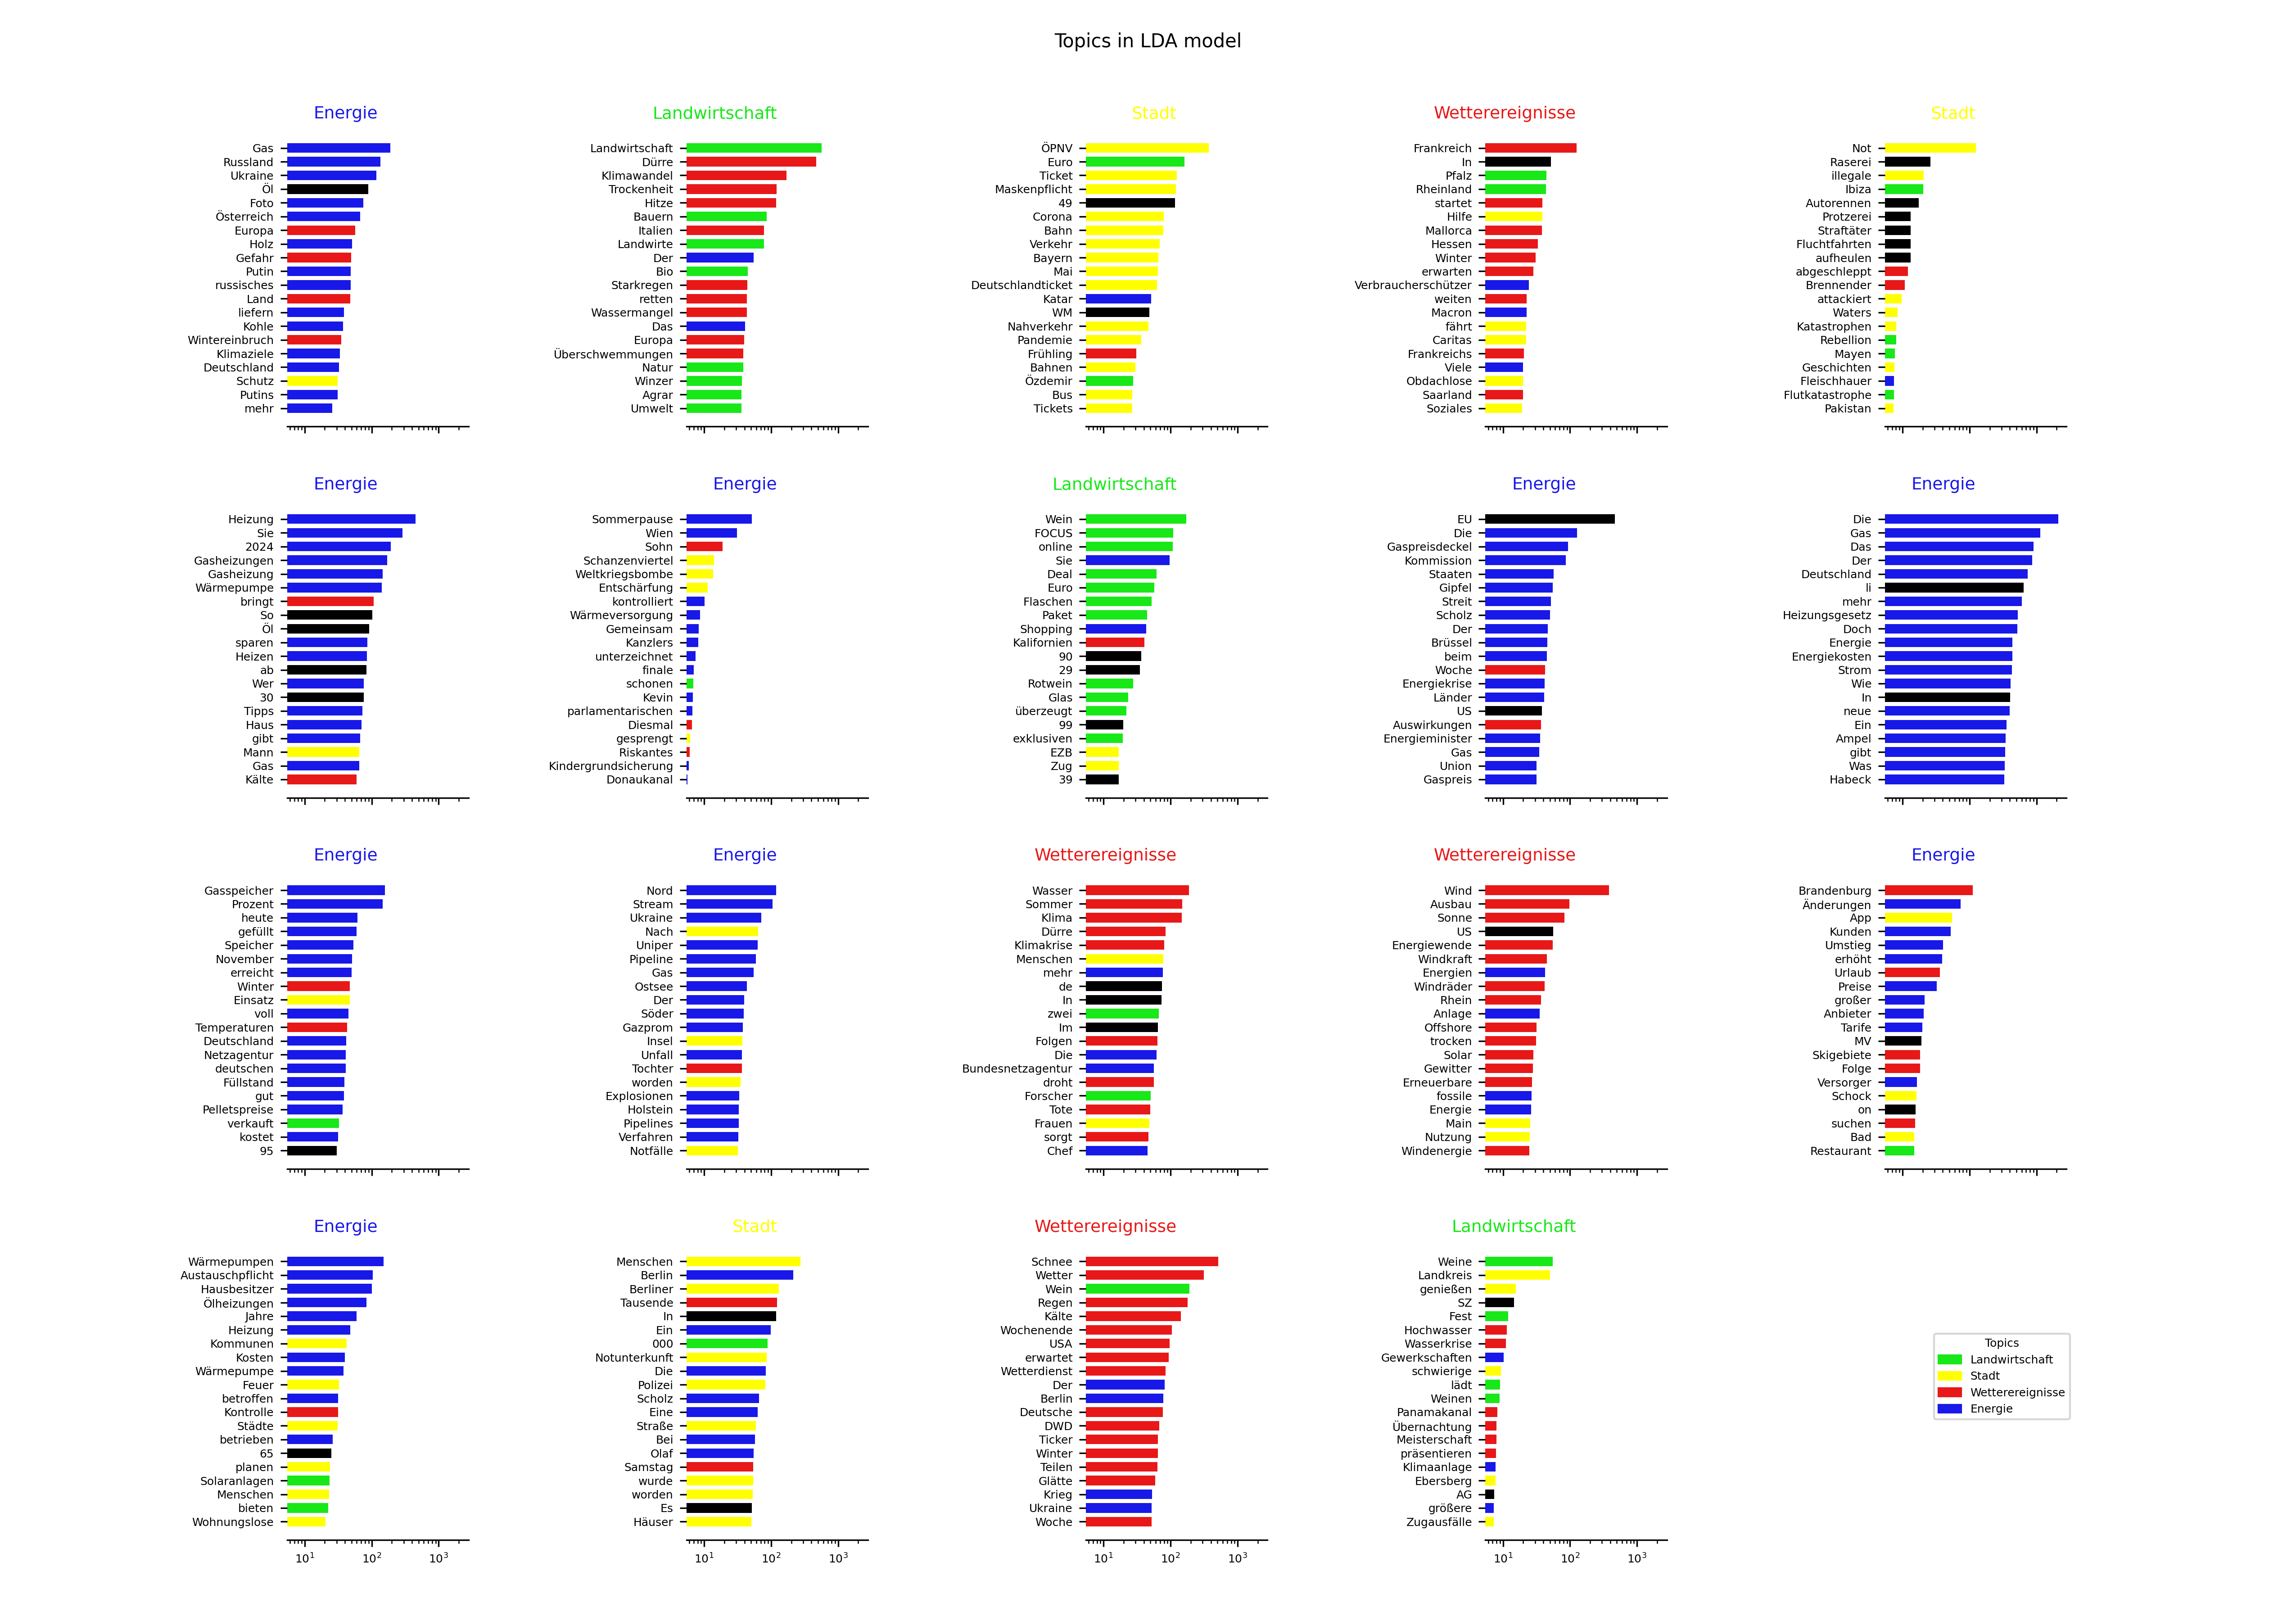 Topics in LDA model
Energie
Gas
Russland
Ukraine
Öl
Foto
Österreich
Europa
Holz
Gefahr
Putin
russisches
Land
liefern
Kohle
Wintereinbruch
Klimaziele
Deutschland
Schutz
Putins
mehr
Landwirtschaft
Landwirtschaft
Dürre
Klimawandel
Trockenheit
Hitze
Bauern
Italien
Landwirte
Der
Bio
Starkregen
retten
Wassermangel
Das
Europa
Überschwemmungen
Natur
Winzer
Agrar
Umwelt
Stadt
ÖPNV
Euro
Ticket
Maskenpflicht
49
Corona
Bahn
Verkehr
Bayern
Mai
Deutschlandticket
Katar
WM
Nahverkehr
Pandemie
Frühling
Bahnen
Özdemir
Bus
Tickets
Wetterereignisse
Frankreich
In
Pfalz
Rheinland
startet
Hilfe
Mallorca
Hessen
Winter
erwarten
Verbraucherschützer
weiten
Macron
fährt
Caritas
Frankreichs
Viele
Obdachlose
Saarland
Soziales
Stadt
Not
Raserei
illegale
Ibiza
Autorennen
Protzerei
Straftäter
Fluchtfahrten
aufheulen
abgeschleppt
Brennender
attackiert
Waters
Katastrophen
Rebellion
Mayen
Geschichten
Fleischhauer
Flutkatastrophe
Pakistan
Energie
Heizung
Sie
2024
Gasheizungen
Gasheizung
Wärmepumpe
bringt
So
Öl
sparen
Heizen
ab
Wer
30
Tipps
Haus
gibt
Mann
Gas
Kälte
Energie
Sommerpause
Wien
Sohn
Schanzenviertel
Weltkriegsbombe
Entschärfung
kontrolliert
Wärmeversorgung
Gemeinsam
Kanzlers
unterzeichnet
finale
schonen
Kevin
parlamentarischen
Diesmal
gesprengt
Riskantes
Kindergrundsicherung
Donaukanal
Landwirtschaft
Wein
FOCUS
online
Sie
Deal
Euro
Flaschen
Paket
Shopping
Kalifornien
90
29
Rotwein
Glas
überzeugt
99
exklusiven
EZB
Zug
39
Energie
EU
Die
Gaspreisdeckel
Kommission
Staaten
Gipfel
Streit
Scholz
Der
Brüssel
beim
Woche
Energiekrise
Länder
US
Auswirkungen
Energieminister
Gas
Union
Gaspreis
Energie
Die
Gas
Das
Der
Deutschland
li
mehr
Heizungsgesetz
Doch
Energie
Energiekosten
Strom
Wie
In
neue
Ein
Ampel
gibt
Was
Habeck
Energie
Gasspeicher
Prozent
heute
gefüllt
Speicher
November
erreicht
Winter
Einsatz
voll
Temperaturen
Deutschland
Netzagentur
deutschen
Füllstand
gut
Pelletspreise
verkauft
kostet
95
Energie
Nord
Stream
Ukraine
Nach
Uniper
Pipeline
Gas
Ostsee
Der
Söder
Gazprom
Insel
Unfall
Tochter
worden
Explosionen
Holstein
Pipelines
Verfahren
Notfälle
Wetterereignisse
Wasser
Sommer
Klima
Dürre
Klimakrise
Menschen
mehr
de
In
zwei
Im
Folgen
Die
Bundesnetzagentur
droht
Forscher
Tote
Frauen
sorgt
Chef
Wetterereignisse
Wind
Ausbau
Sonne
US
Energiewende
Windkraft
Energien
Windräder
Rhein
Anlage
Offshore
trocken
Solar
Gewitter
Erneuerbare
fossile
Energie
Main
Nutzung
Windenergie
Energie
Brandenburg
Änderungen
App
Kunden
Umstieg
erhöht
Urlaub
Preise
großer
Anbieter
Tarife
MV
Skigebiete
Folge
Versorger
Schock
on
suchen
Bad
Restaurant
Energie
Wärmepumpen
Austauschpflicht
Hausbesitzer
Ölheizungen
Jahre
Heizung
Kommunen
Kosten
Wärmepumpe
Feuer
betroffen
Kontrolle
Städte
betrieben
65
planen
Solaranlagen
Menschen
bieten
Wohnungslose
10¹ 10² 10³
Stadt
Menschen
Berlin
Berliner
Tausende
In
Ein
000
Notunterkunft
Die
Polizei
Scholz
Eine
Straße
Bei
Olaf
Samstag
wurde
worden
Es
Häuser
10¹ 10² 10³
Wetterereignisse
Schnee
Wetter
Wein
Regen
Kälte
Wochenende
USA
erwartet
Wetterdienst
Der
Berlin
Deutsche
DWD
Ticker
Winter
Teilen
Glätte
Krieg
Ukraine
Woche
10¹ 10² 10³
Landwirtschaft
Weine
Landkreis
genießen
SZ
Fest
Hochwasser
Wasserkrise
Gewerkschaften
schwierige
lädt
Weinen
Panamakanal
Übernachtung
Meisterschaft
präsentieren
Klimaanlage
Ebersberg
AG
größere
Zugausfälle
10¹ 10² 10³
Topics
Landwirtschaft
Stadt
Wetterereignisse
Energie